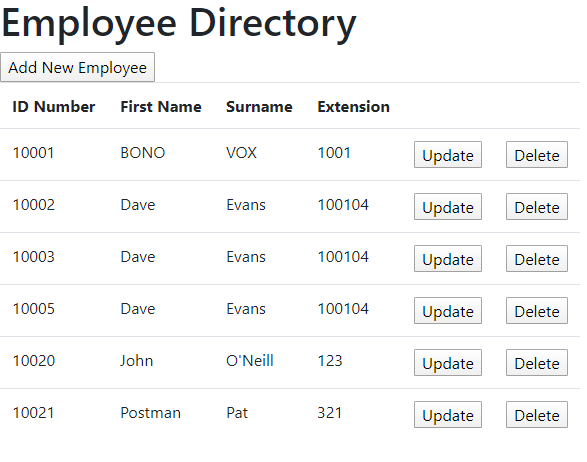 Employee Directory
Add New Employee
ID Number First Name Surname Extension
10001 BONO VOX 1001 Update Delete
10002 Dave Evans 100104 Update Delete
10003 Dave Evans 100104 Update Delete
10005 Dave Evans 100104 Update Delete
10020 John O'Neill 123 Update Delete
10021 Postman Pat 321 Update Delete